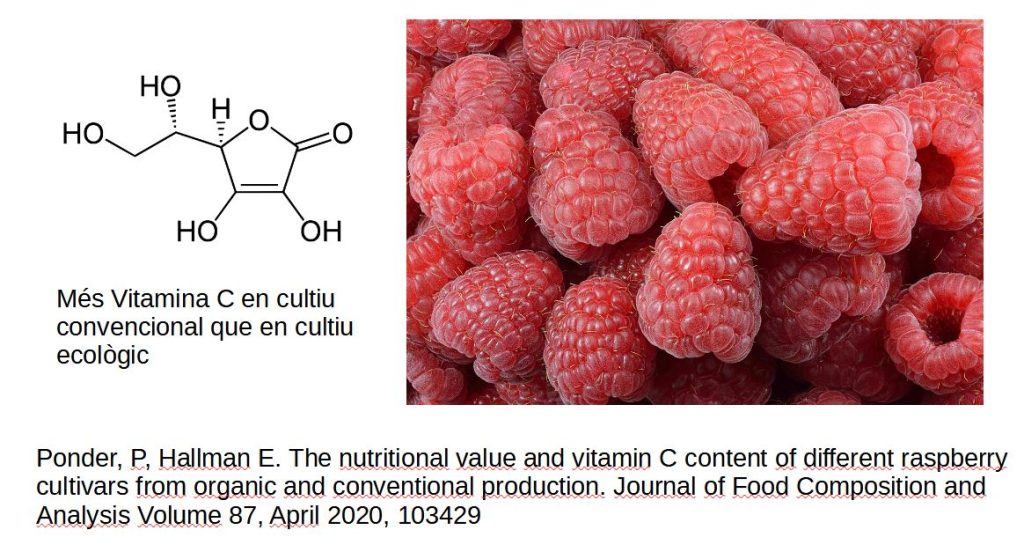 HO
H
O
HO
O
HO
OH
Més Vitamina C en cultiu
convencional que en cultiu
ecològic
Ponder, P, Hallman E. The nutritional value and vitamin C content of different raspberry
cultivars from organic and conventional production. Journal of Food Composition and
Analysis Volume 87, April 2020, 103429